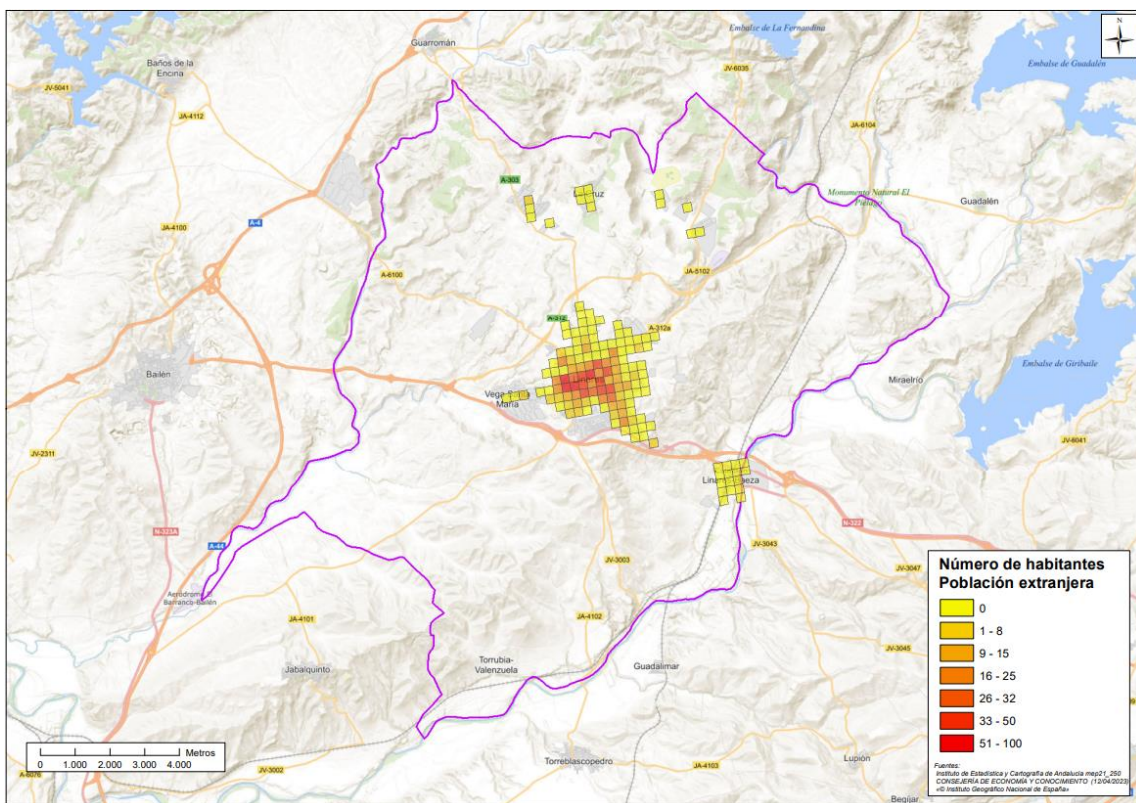 Embalse de La Fernandina
Guarromán
N
Baños de la
Encina
Embalse de Guadalén
JV-6035
JV-5041
JA-4112
JA-6104
A-303
Monumento Natural El
Piélago
Guadalén
A-4
JA-4100
A-6100
JA-5102
A-312
A-312a
Embalse de Giribaile
Bailén
Miraelrío
María
JV-2311
JV-6041
N-323A
N-322
A-44
JV-3043
JV-3003
JV-3047
Barranco-Bailén
JA-4101
JA-4102
JV-3045
Jabalquinto
Torrubia-
Valenzuela
Guadalimar
Torreblascopedro
JA-4103
Lupión
JV-3002
A-6076
Begíjar
Metros
0 1.000 2.000 3.000 4.000
Número de habitantes
Población extranjera
0
1 - 8
9 - 15
16 - 25
26 - 32
33 - 50
51 - 100
Fuentes:
Instituto de Estadística y Cartografía de Andalucía mep21_250
CONSEJERÍA DE ECONOMÍA Y CONOCIMIENTO (12/04/2023)
«© Instituto Geográfico Nacional de España»